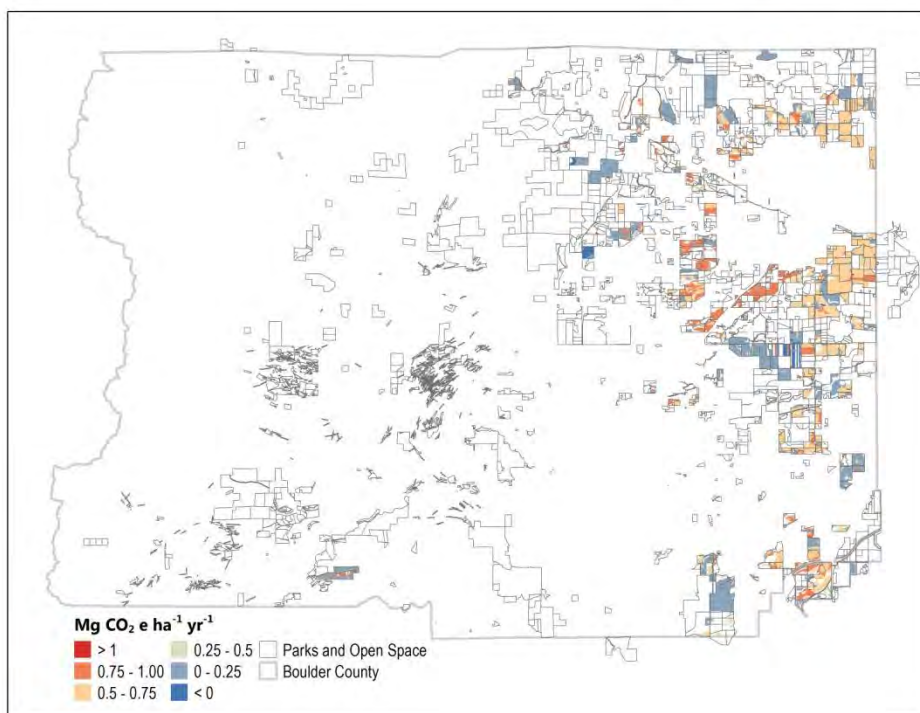 Mg CO₂ e ha⁻¹ yr⁻¹
> 1
0.75 - 1.00
0.5 - 0.75
0.25 - 0.5
0 - 0.25
< 0
Parks and Open Space
Boulder County